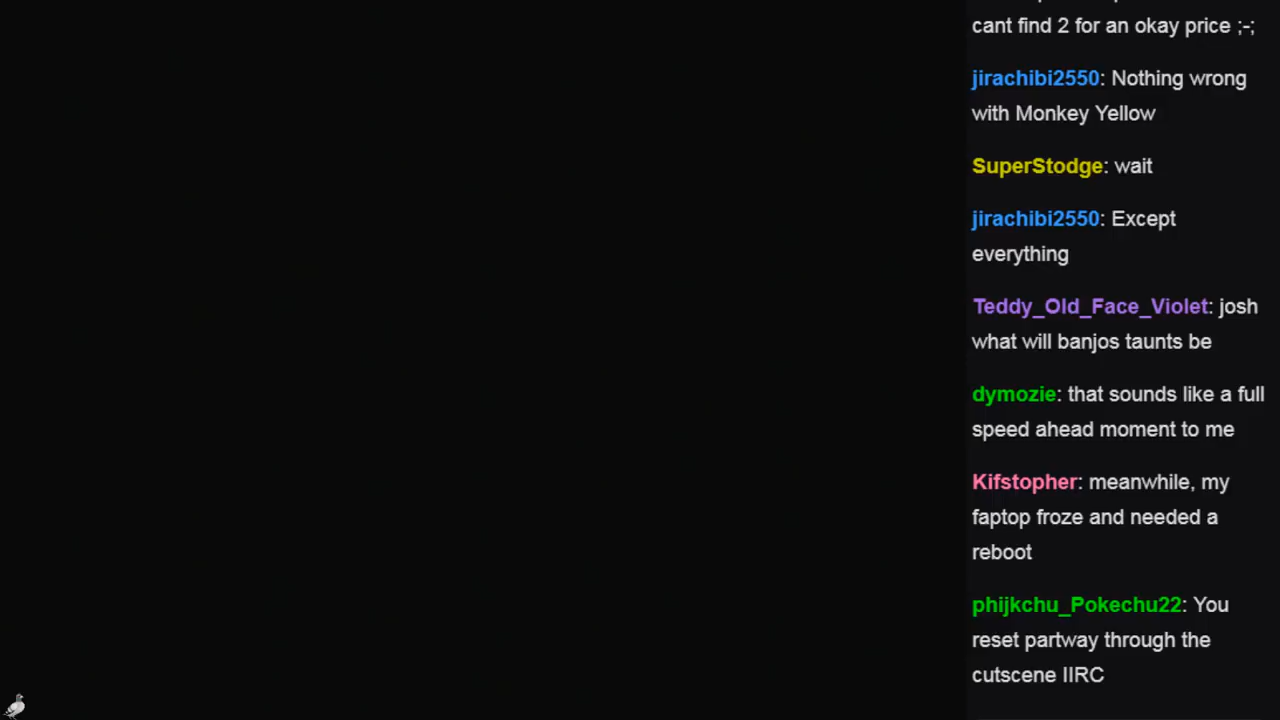 cant find 2 for an okay price ;-;
jirachibi2550: Nothing wrong
with Monkey Yellow
SuperStodge: wait
jirachibi2550: Except
everything
Teddy_Old_Face_Violet: josh
what will banjos taunts be
dymozie: that sounds like a full
speed ahead moment to me
Kifstopher: meanwhile, my
faptop froze and needed a
reboot
phijkchu_Pokechu22: You
reset partway through the
cutscene IIRC